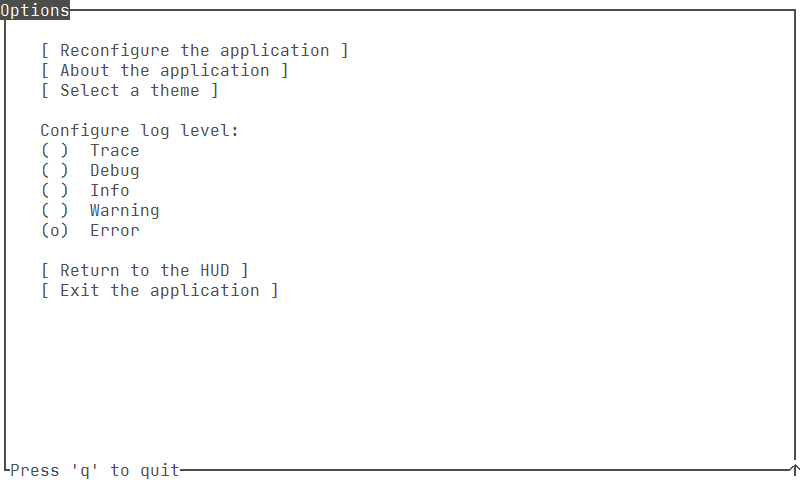 Options
[ Reconfigure the application ]
[ About the application ]
[ Select a theme ]
Configure log level:
( ) Trace
( ) Debug
( ) Info
( ) Warning
(o) Error
[ Return to the HUD ]
[ Exit the application ]
Press 'q' to quit